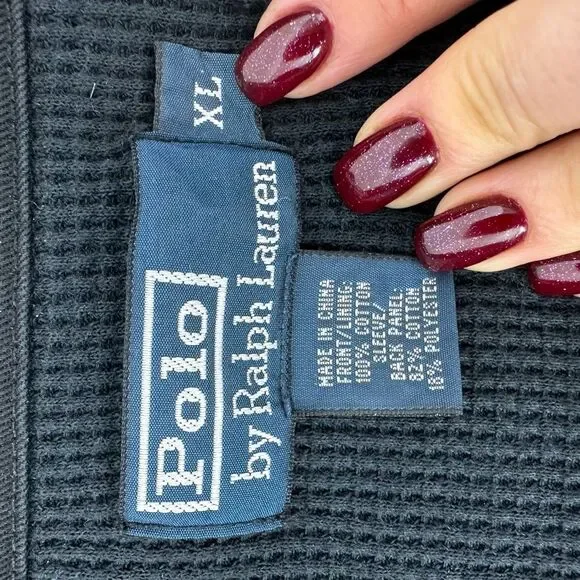 XL
Polo
by Ralph Lauren
MADE IN CHINA
FRONT/LINING:
100% COTTON
SLEEVE/
BACK PANEL:
82% COTTON
18% POLYESTER